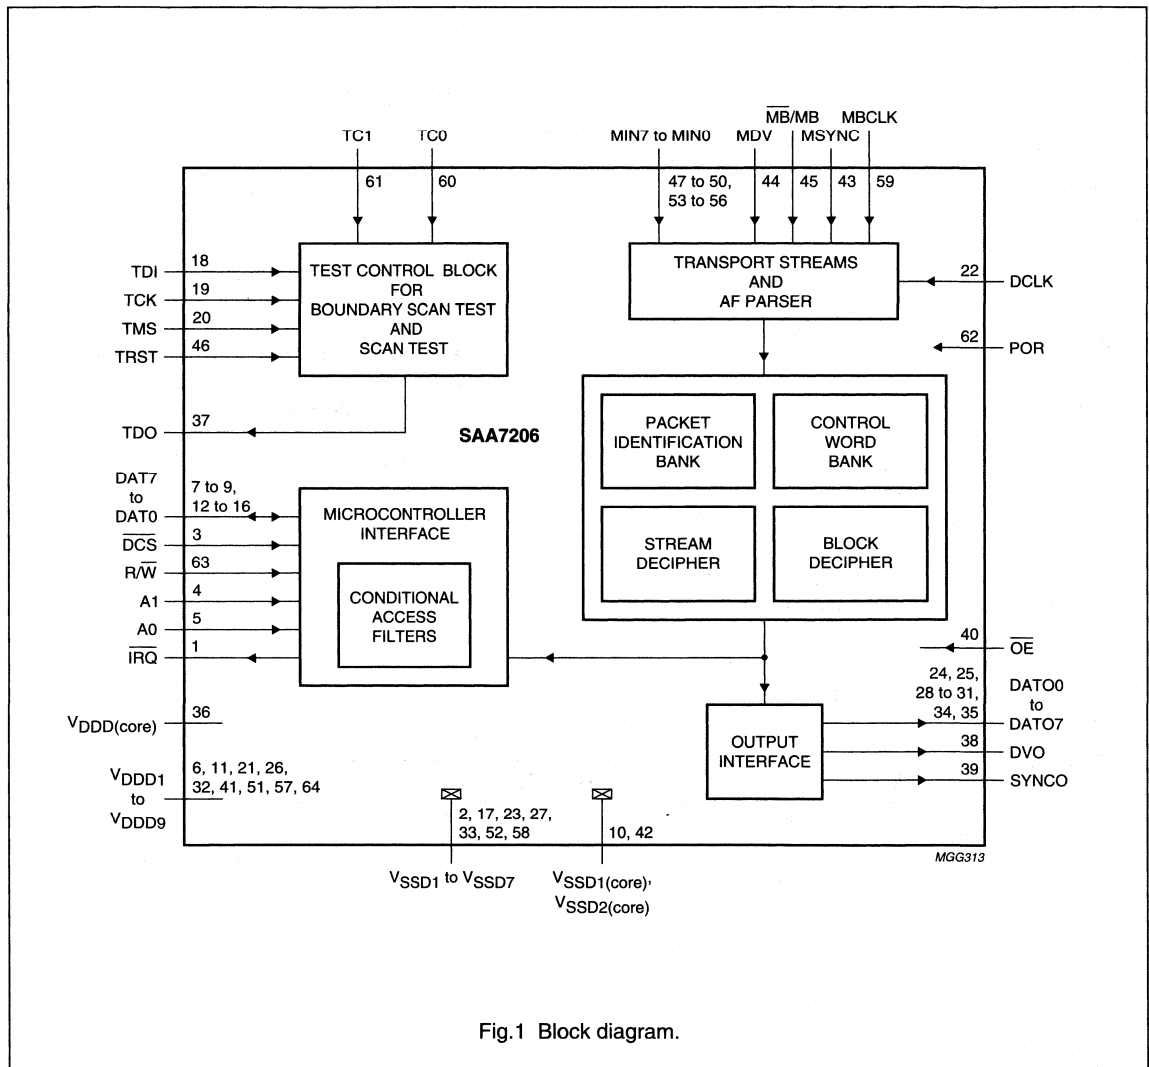 M̅B̅/MB MBCLK
TC1 TC0 MIN7 to MIN0 MDV MSYNC
61 60 47 to 50, 44 45 43 59
53 to 56
TDI 18
TCK 19
TMS 20
TRST 46
TEST CONTROL BLOCK
FOR
BOUNDARY SCAN TEST
AND
SCAN TEST
TRANSPORT STREAMS
AND
AF PARSER
22 DCLK
62 POR
TDO 37
SAA7206
PACKET
IDENTIFICATION
BANK
CONTROL
WORD
BANK
STREAM
DECIPHER
BLOCK
DECIPHER
DAT7
to
DAT0
7 to 9,
12 to 16
D̅C̅S̅ 3
R/W̅ 63
A1 4
A0 5
I̅R̅Q̅ 1
MICROCONTROLLER
INTERFACE
CONDITIONAL
ACCESS
FILTERS
40 O̅E̅
24, 25,
28 to 31,
34, 35
DATO0
to
DATO7
38 DVO
39 SYNCO
OUTPUT
INTERFACE
VDDD(core) 36
VDDD1
to
VDDD9
6, 11, 21, 26,
32, 41, 51, 57, 64
2, 17, 23, 27,
33, 52, 58
10, 42
MGG313
VSSD1 to VSSD7
VSSD1(core),
VSSD2(core)
Fig.1 Block diagram.